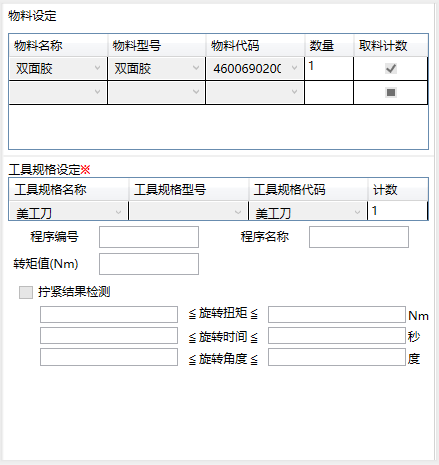 物料设定
物料名称 物料型号 物料代码 数量 取料计数
双面胶 双面胶 4600690200 1
工具规格设定※
工具规格名称 工具规格型号 工具规格代码 计数
美工刀 美工刀 1
程序编号 程序名称
转矩值(Nm)
拧紧结果检测
≦旋转扭矩≦ Nm
≦旋转时间≦ 秒
≦旋转角度≦ 度